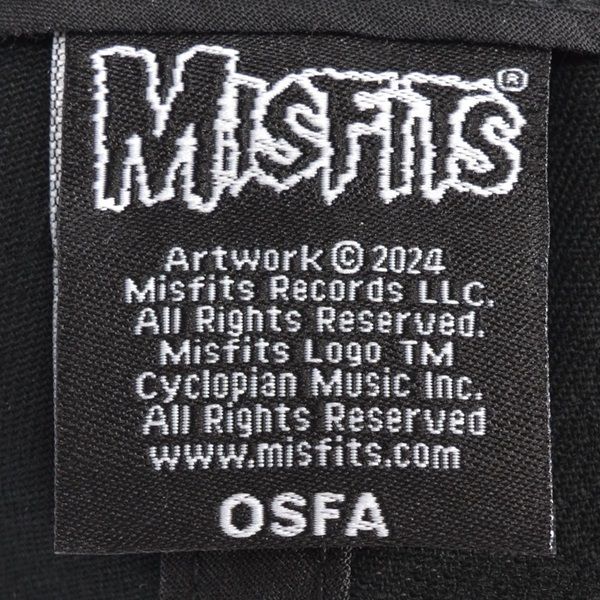 MISFITS®
Artwork © 2024
Misfits Records LLC.
All Rights Reserved.
Misfits Logo TM
Cyclopian Music Inc.
All Rights Reserved
www.misfits.com
OSFA